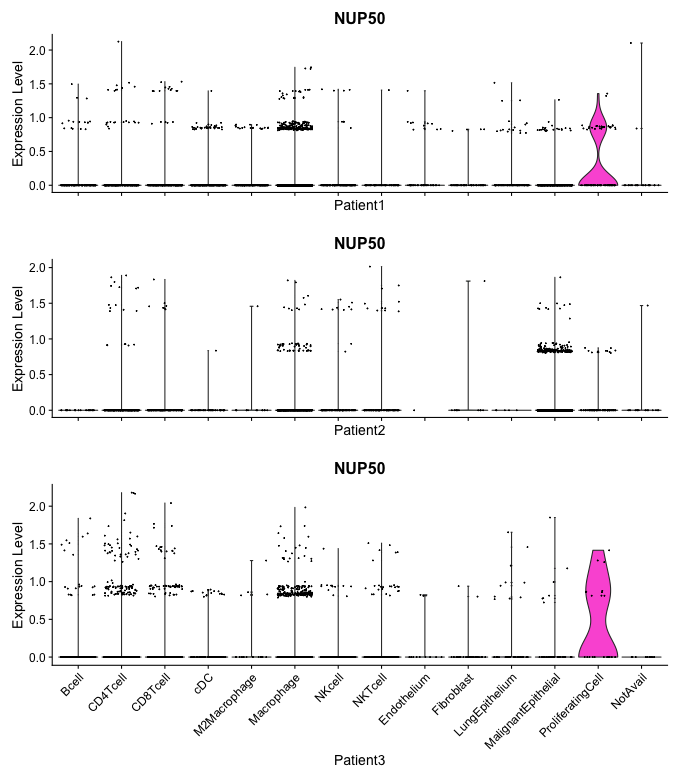 NUP50
Expression Level
2.0
1.5
1.0
0.5
0.0
Patient1
NUP50
Expression Level
2.0
1.5
1.0
0.5
0.0
Patient2
NUP50
Expression Level
2.0
1.5
1.0
0.5
0.0
Bcell
CD4Tcell
CD8Tcell
cDC
M2Macrophage
Macrophage
NKcell
NKTcell
Endothelium
Fibroblast
LungEpithelium
MalignantEpithelial
ProliferatingCell
NotAvail
Patient3